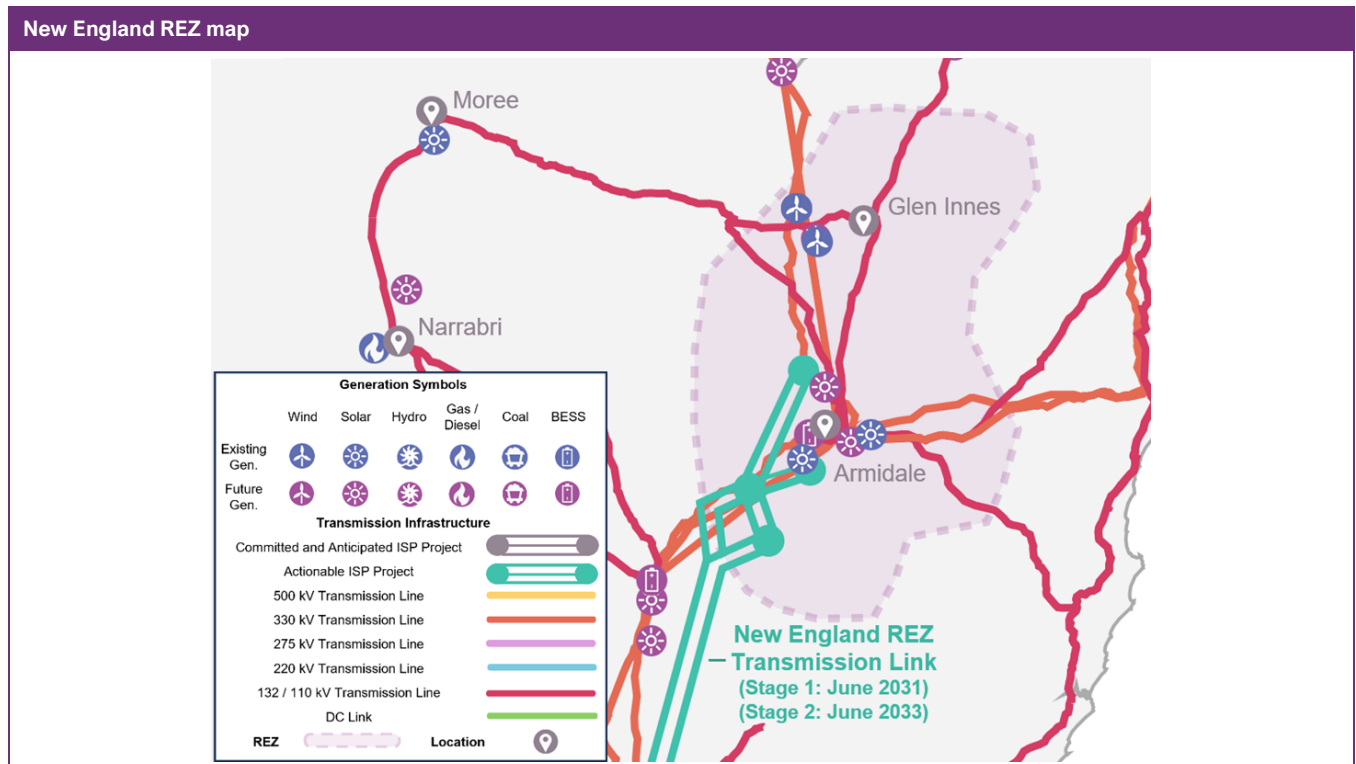 New England REZ map
Moree
Glen Innes
Narrabri
Armidale
New England REZ
Transmission Link
(Stage 1: June 2031)
(Stage 2: June 2033)
Generation Symbols
Wind Solar Hydro Gas / Diesel Coal BESS
Existing Gen.
Future Gen.
Transmission Infrastructure
Committed and Anticipated ISP Project
Actionable ISP Project
500 kV Transmission Line
330 kV Transmission Line
275 kV Transmission Line
220 kV Transmission Line
132 / 110 kV Transmission Line
DC Link
REZ Location